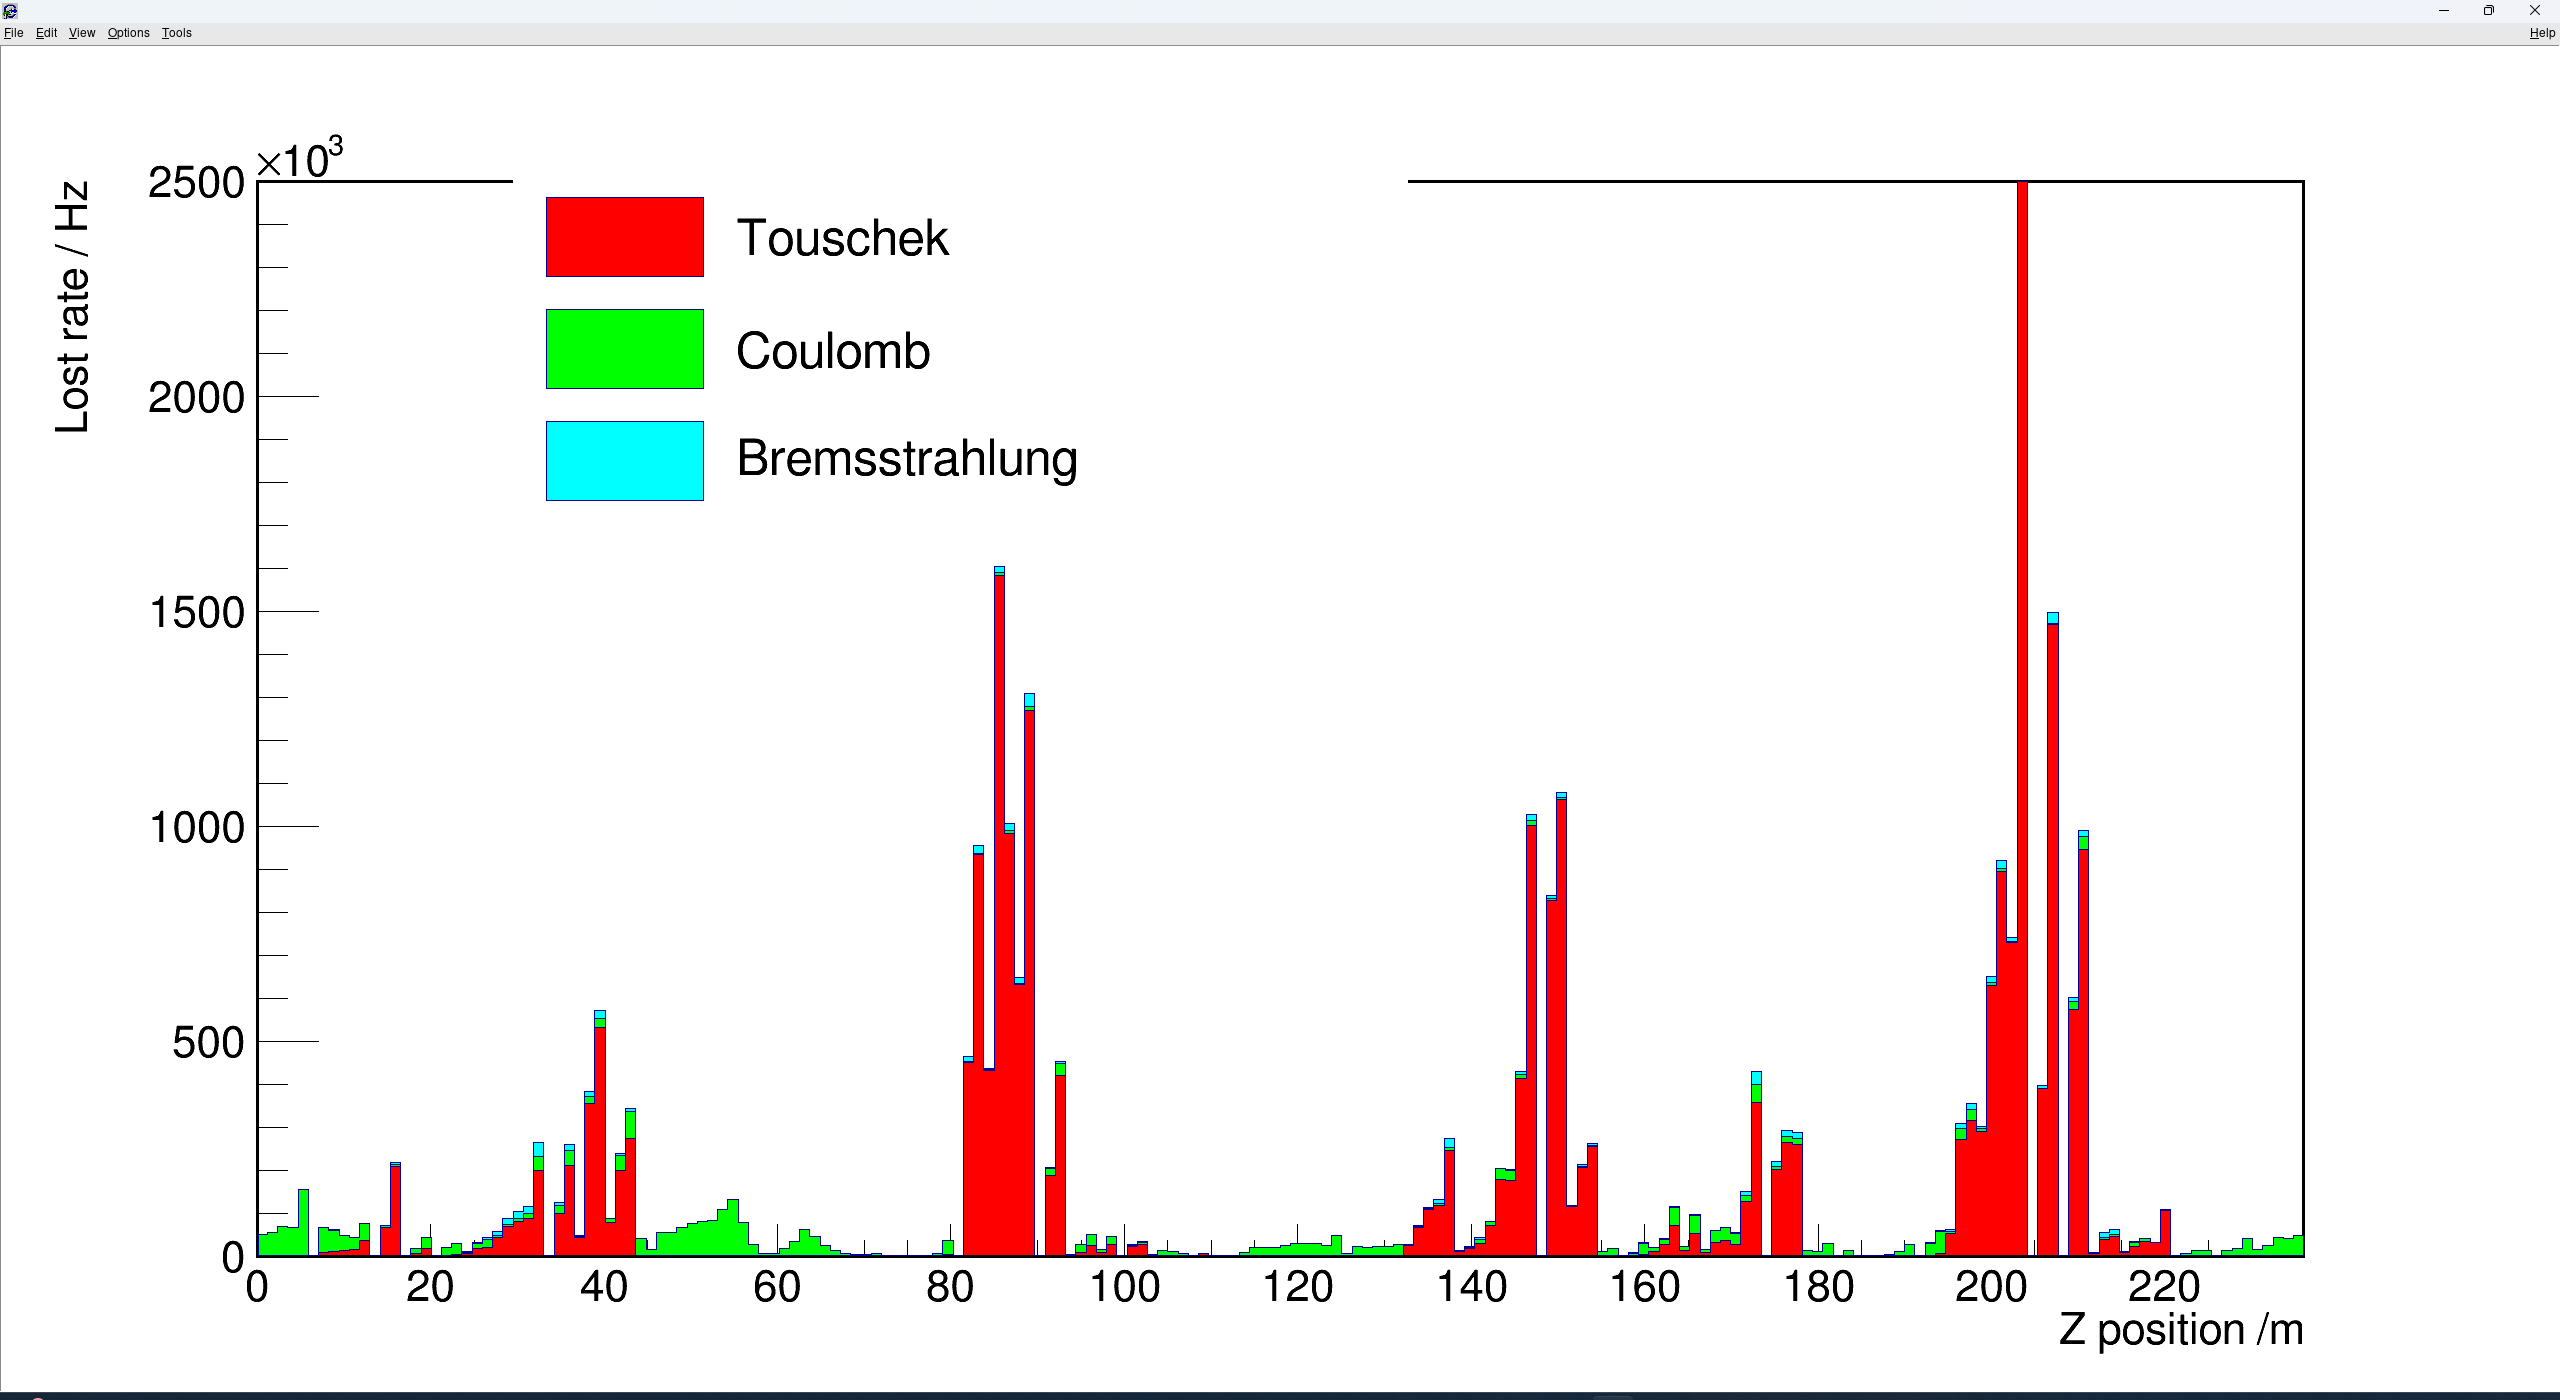 File Edit View Options Tools Help
×10³
Lost rate / Hz
2500
2000
1500
1000
500
0
Touschek
Coulomb
Bremsstrahlung
0 20 40 60 80 100 120 140 160 180 200 220
Z position /m